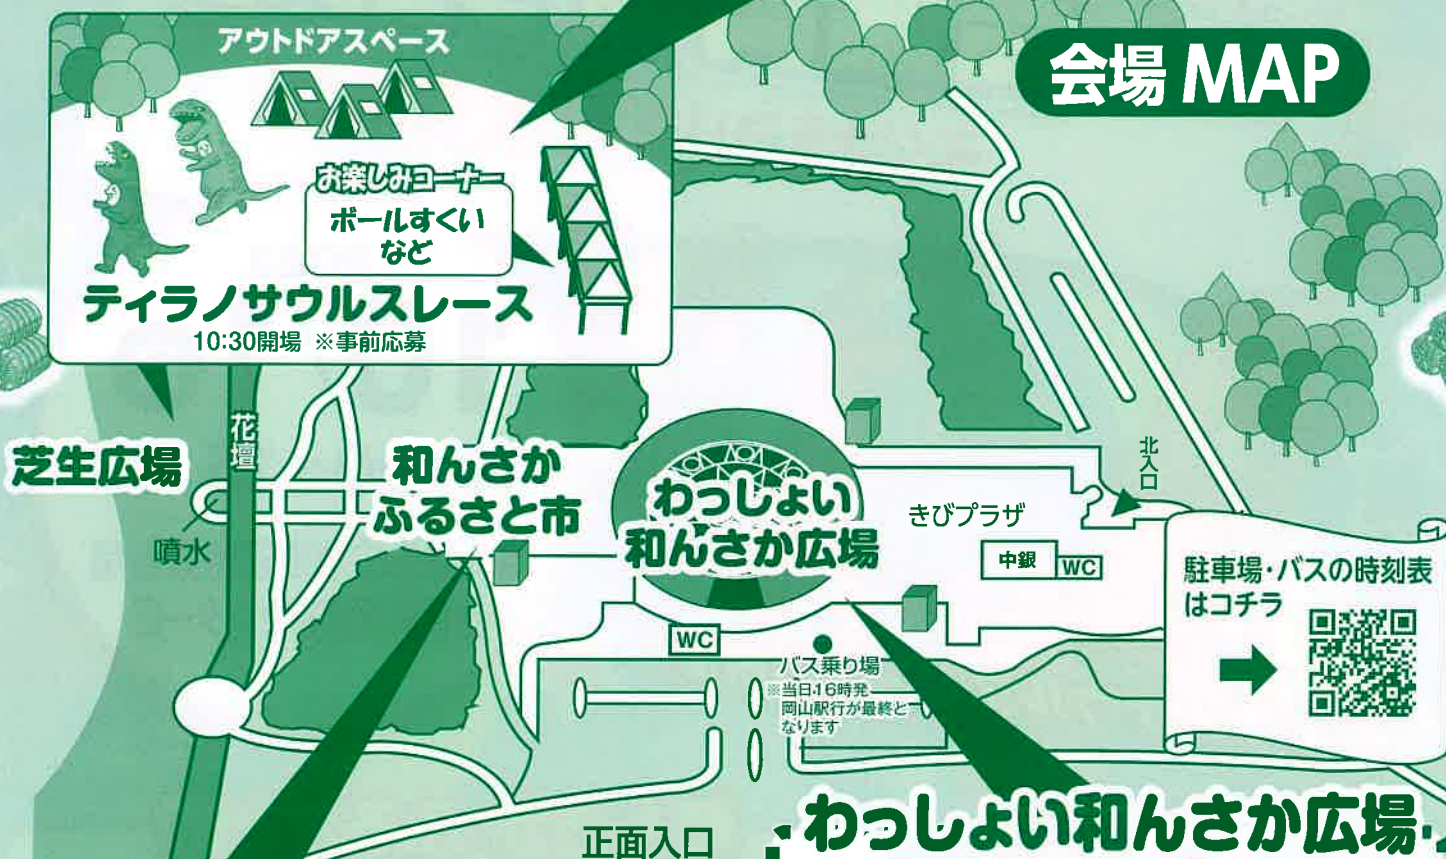 会場 MAP
アウトドアスペース
お楽しみコーナー
ボールすくい
など
ティラノサウルスレース
10:30開場 ※事前応募
芝生広場
花壇
噴水
和んさか
ふるさと市
わっしょい
和んさか広場
きびプラザ
中銀
WC
北入口
駐車場・バスの時刻表
はコチラ
WC
バス乗り場
※当日16時発
岡山駅行が最終と
なります
正面入口
わっしょい和んさか広場